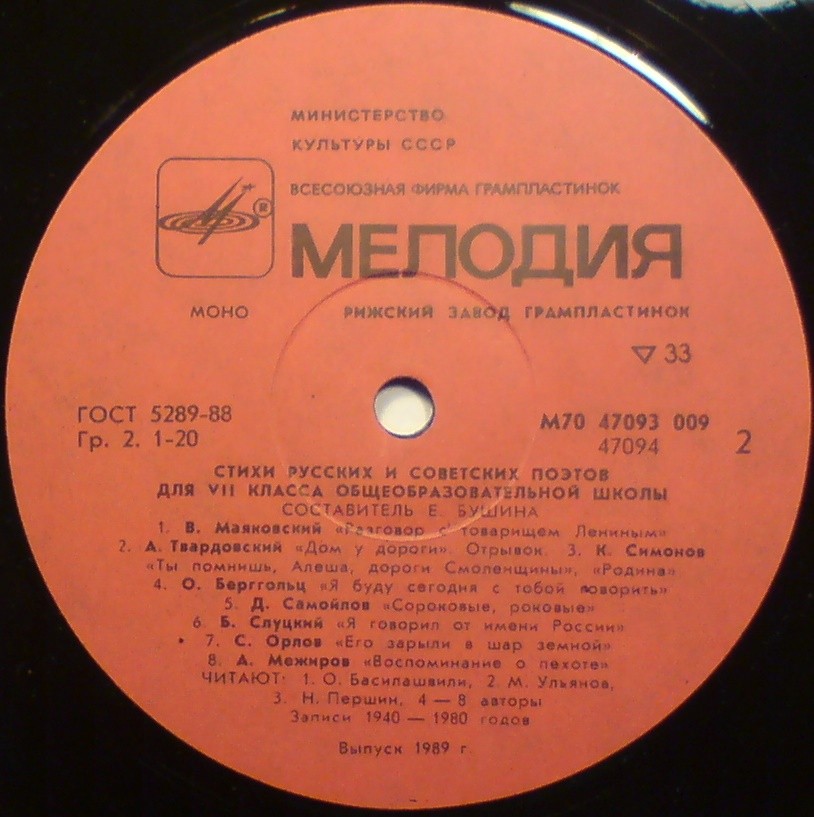 МИНИСТЕРСТВО
КУЛЬТУРЫ СССР
ВСЕСОЮЗНАЯ ФИРМА ГРАМПЛАСТИНОК
®
МЕЛОДИЯ
МОНО РИЖСКИЙ ЗАВОД ГРАМПЛАСТИНОК
▽ 33
ГОСТ 5289-88 М70 47093 009
Гр. 2. 1-20 47094 2
СТИХИ РУССКИХ И СОВЕТСКИХ ПОЭТОВ
ДЛЯ VII КЛАССА ОБЩЕОБРАЗОВАТЕЛЬНОЙ ШКОЛЫ
СОСТАВИТЕЛЬ Е. БУШИНА
1. В. Маяковский «Разговор с товарищем Лениным»
2. А. Твардовский «Дом у дороги». Отрывок. 3. К. Симонов
«Ты помнишь, Алеша, дороги Смоленщины», «Родина»
4. О. Берггольц «Я буду сегодня с тобой говорить»
5. Д. Самойлов «Сороковые, роковые»
6. Б. Слуцкий «Я говорил от имени России»
7. С. Орлов «Его зарыли в шар земной»
8. А. Межиров «Воспоминание о пехоте»
ЧИТАЮТ: 1. О. Басилашвили, 2. М. Ульянов,
3. Н. Першин, 4 — 8 авторы
Записи 1940 — 1980 годов
Выпуск 1989 г.